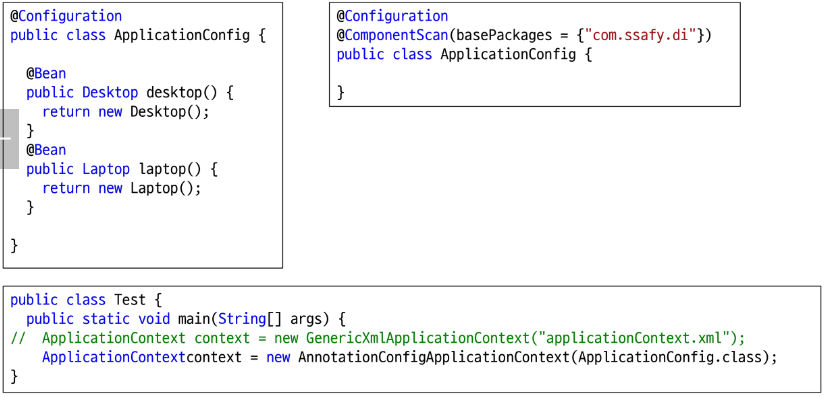 @Configuration
public class ApplicationConfig {
@Bean
public Desktop desktop() {
return new Desktop();
}
@Bean
public Laptop laptop() {
return new Laptop();
}
}
@Configuration
@ComponentScan(basePackages = {"com.ssafy.di"})
public class ApplicationConfig {
}
public class Test {
public static void main(String[] args) {
// ApplicationContext context = new GenericXmlApplicationContext("applicationContext.xml");
ApplicationContextcontext = new AnnotationConfigApplicationContext(ApplicationConfig.class);
}